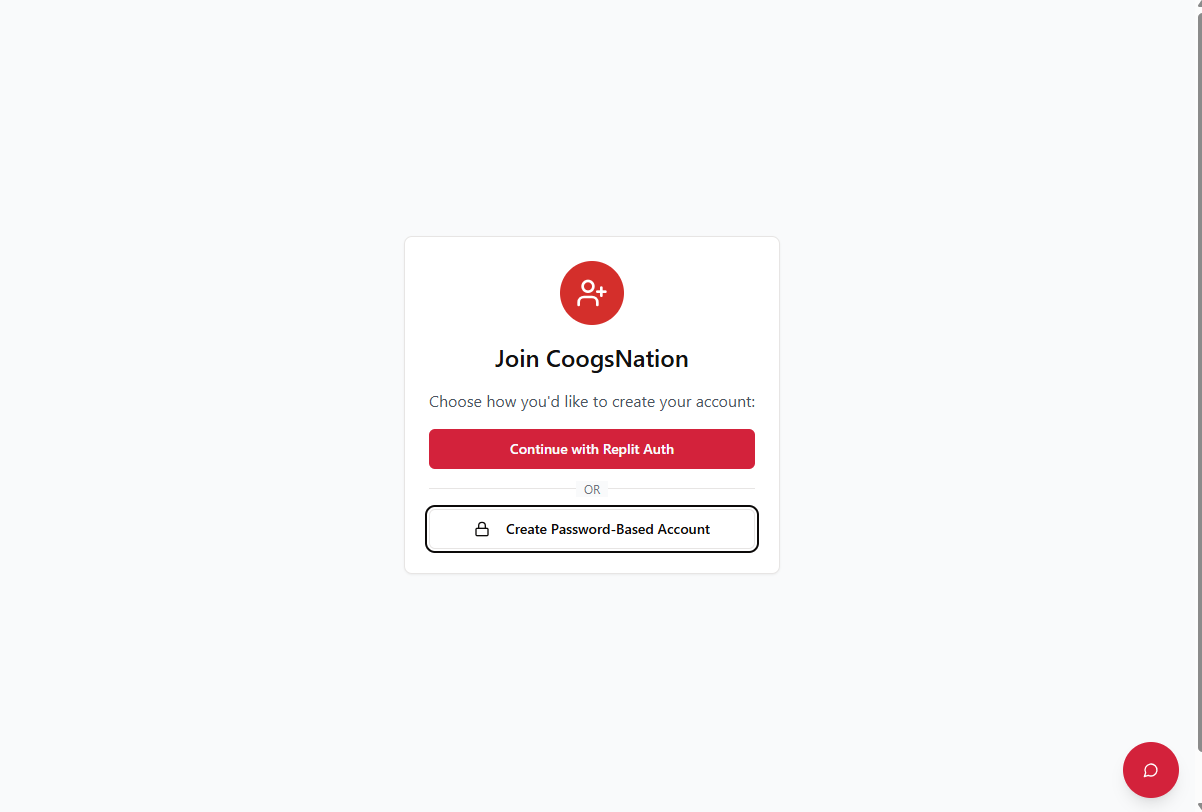 Join CoogsNation
Choose how you'd like to create your account:
Continue with Replit Auth
OR
Create Password-Based Account